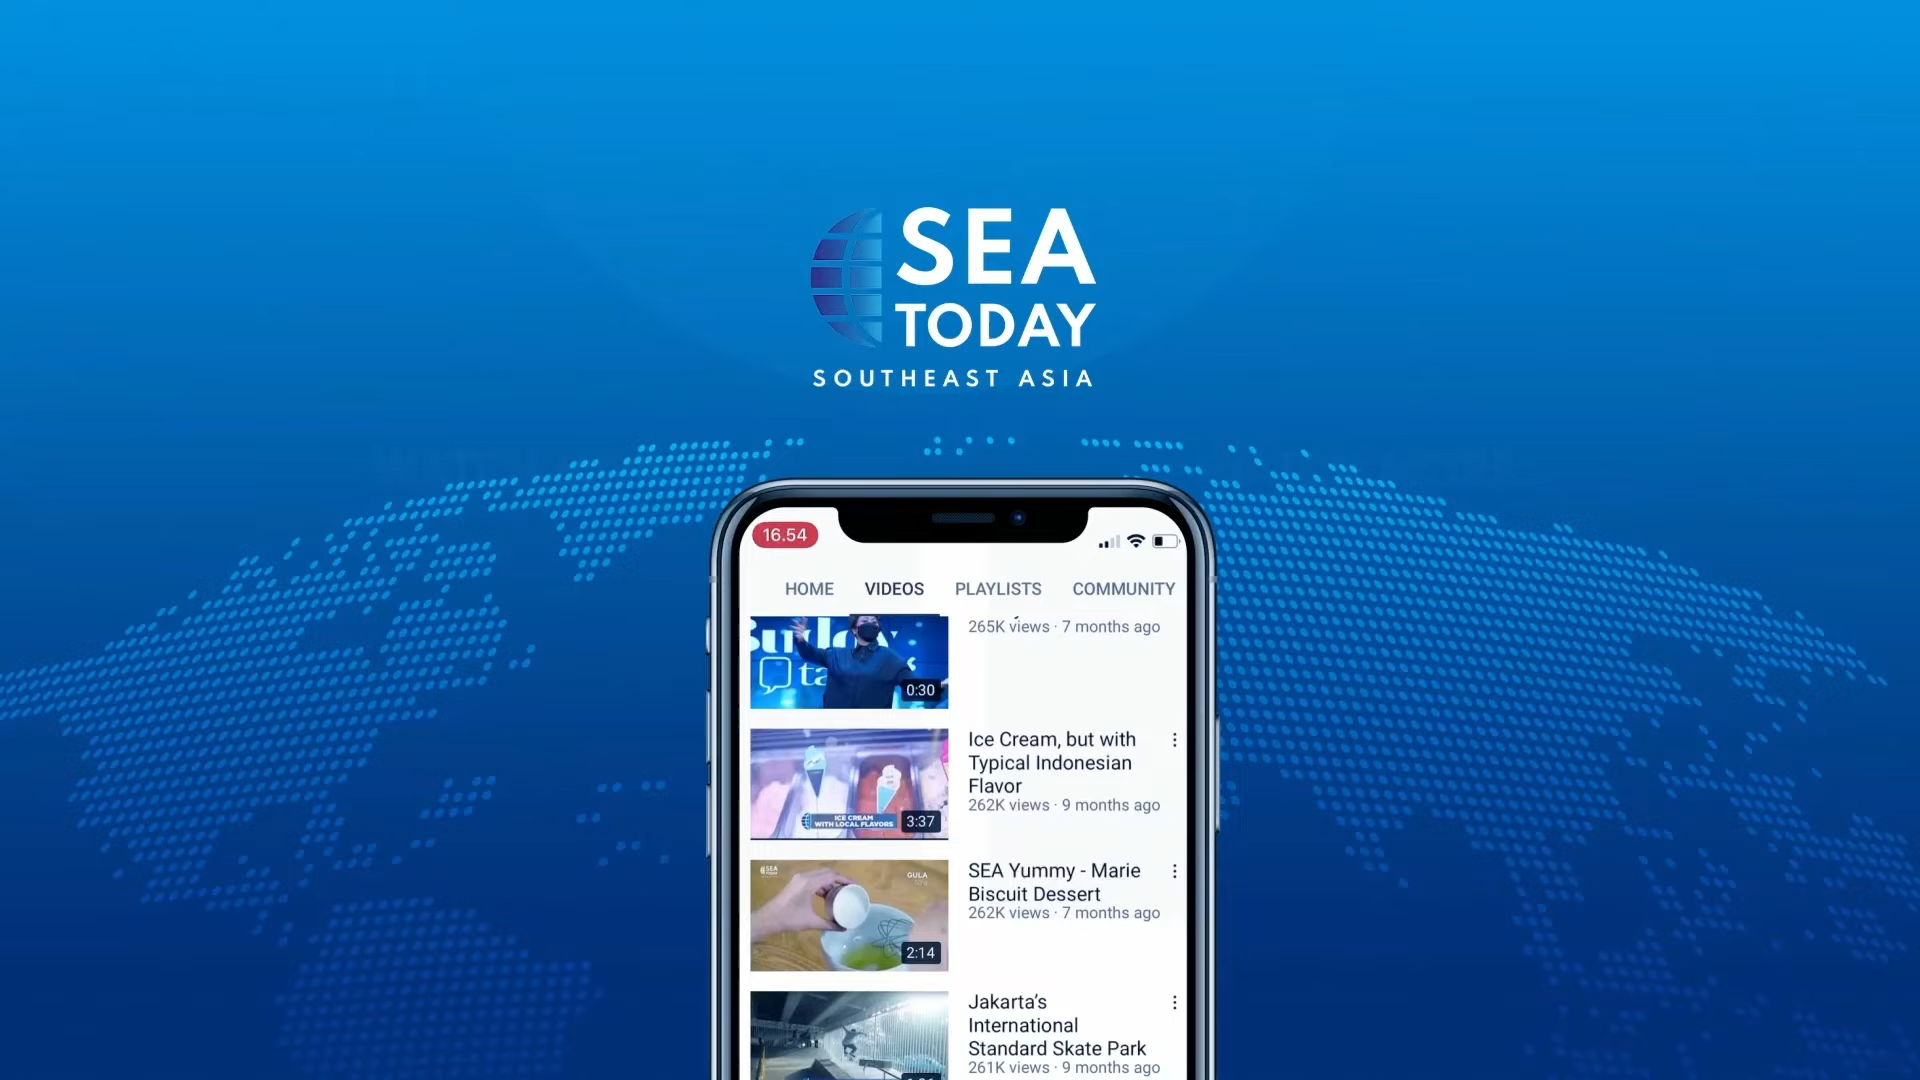 SEA
TODAY
SOUTHEAST ASIA
16.54
HOME VIDEOS PLAYLISTS COMMUNITY
265K views · 7 months ago
0:30
Ice Cream, but with
Typical Indonesian
Flavor
262K views · 9 months ago
ICE CREAM
WITH LOCAL FLAVORS
3:37
SEA Yummy - Marie
Biscuit Dessert
262K views · 7 months ago
SEA
TODAY
GULA
2:14
Jakarta’s
International
Standard Skate Park
261K views · 9 months ago